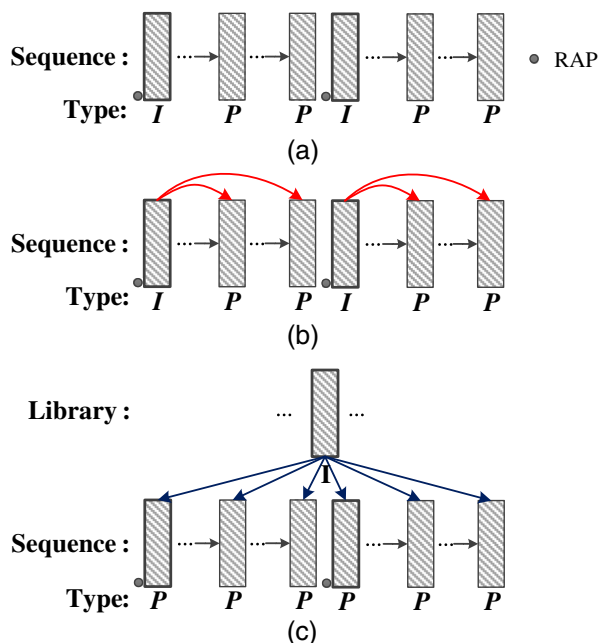 Sequence : ... ... ... ... RAP
Type: I P P I P P
(a)
Sequence : ... ... ... ...
Type: I P P I P P
(b)
Library : ... ...
I
Sequence : ... ... ... ...
Type: P P P P P P
(c)